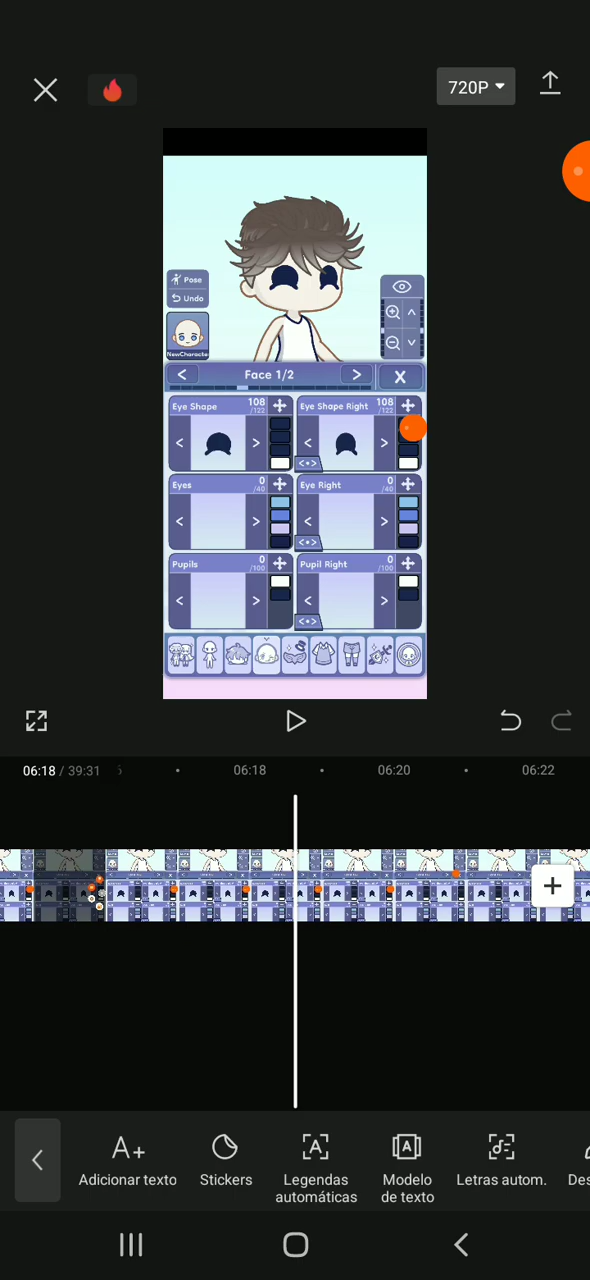 720P
Pose
Undo
NewCharacte
Face 1/2
X
Eye Shape
108
/122
Eye Shape Right
108
/122
Eyes
0
/40
Eye Right
0
/40
Pupils
0
/100
Pupil Right
0
/100
06:18 / 39:31
06:18
06:20
06:22
A+
Adicionar texto
Stickers
A
Legendas
automáticas
A
Modelo
de texto
Letras autom.
Des